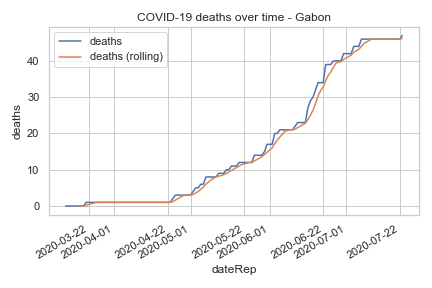 COVID-19 deaths over time - Gabon
deaths
deaths (rolling)
deaths
40
30
20
10
0
2020-03-22
2020-04-01
2020-04-22
2020-05-01
2020-05-22
2020-06-01
2020-06-22
2020-07-01
2020-07-22
dateRep